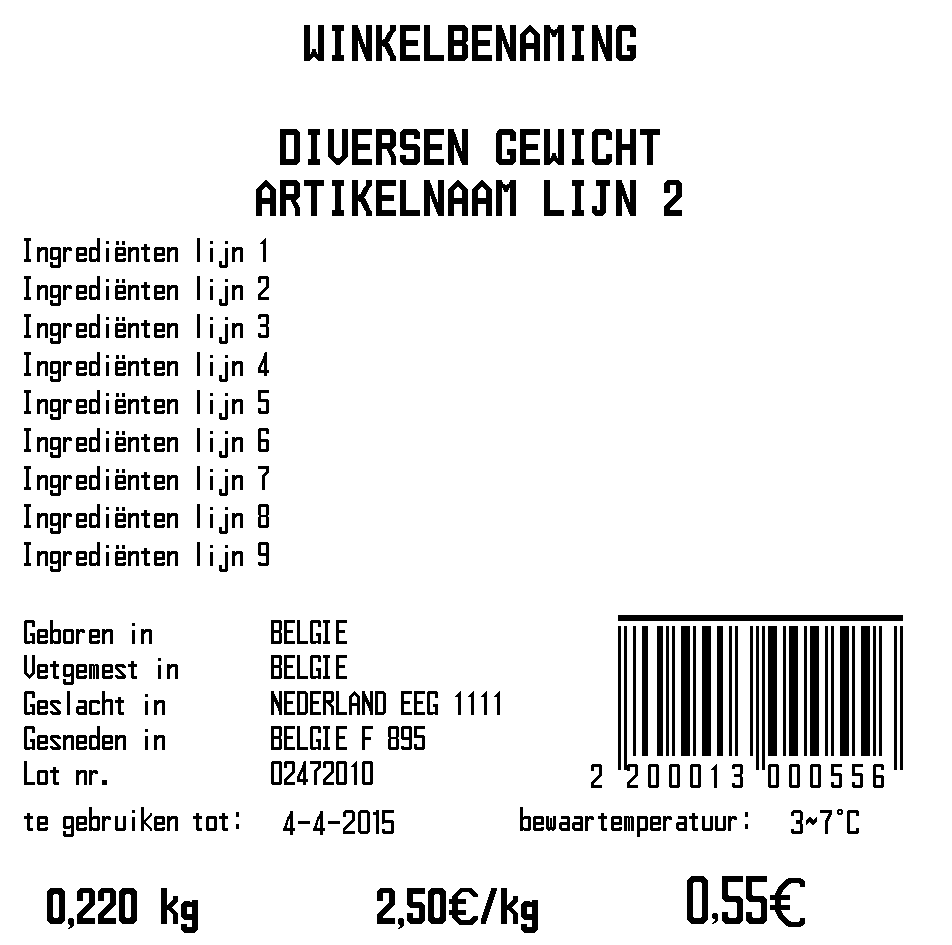 WINKELBENAMING
DIVERSEN GEWICHT
ARTIKELNAAM LIJN 2
Ingrediënten lijn 1
Ingrediënten lijn 2
Ingrediënten lijn 3
Ingrediënten lijn 4
Ingrediënten lijn 5
Ingrediënten lijn 6
Ingrediënten lijn 7
Ingrediënten lijn 8
Ingrediënten lijn 9
Geboren in BELGIE
Vetgemest in BELGIE
Geslacht in NEDERLAND EEG 1111
Gesneden in BELGIE F 895
Lot nr. 02472010
2 200013 000556
te gebruiken tot: 4-4-2015 bewaartemperatuur: 3~7°C
0,220 kg 2,50€/kg 0,55€